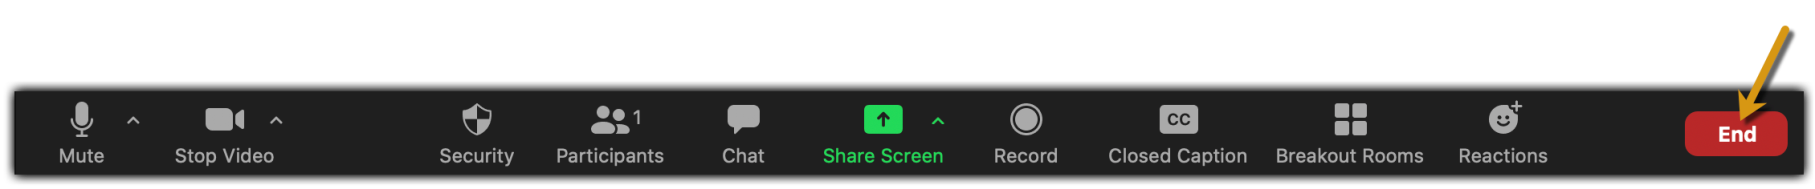 1
CC
Mute Stop Video Security Participants Chat Share Screen Record Closed Caption Breakout Rooms Reactions End